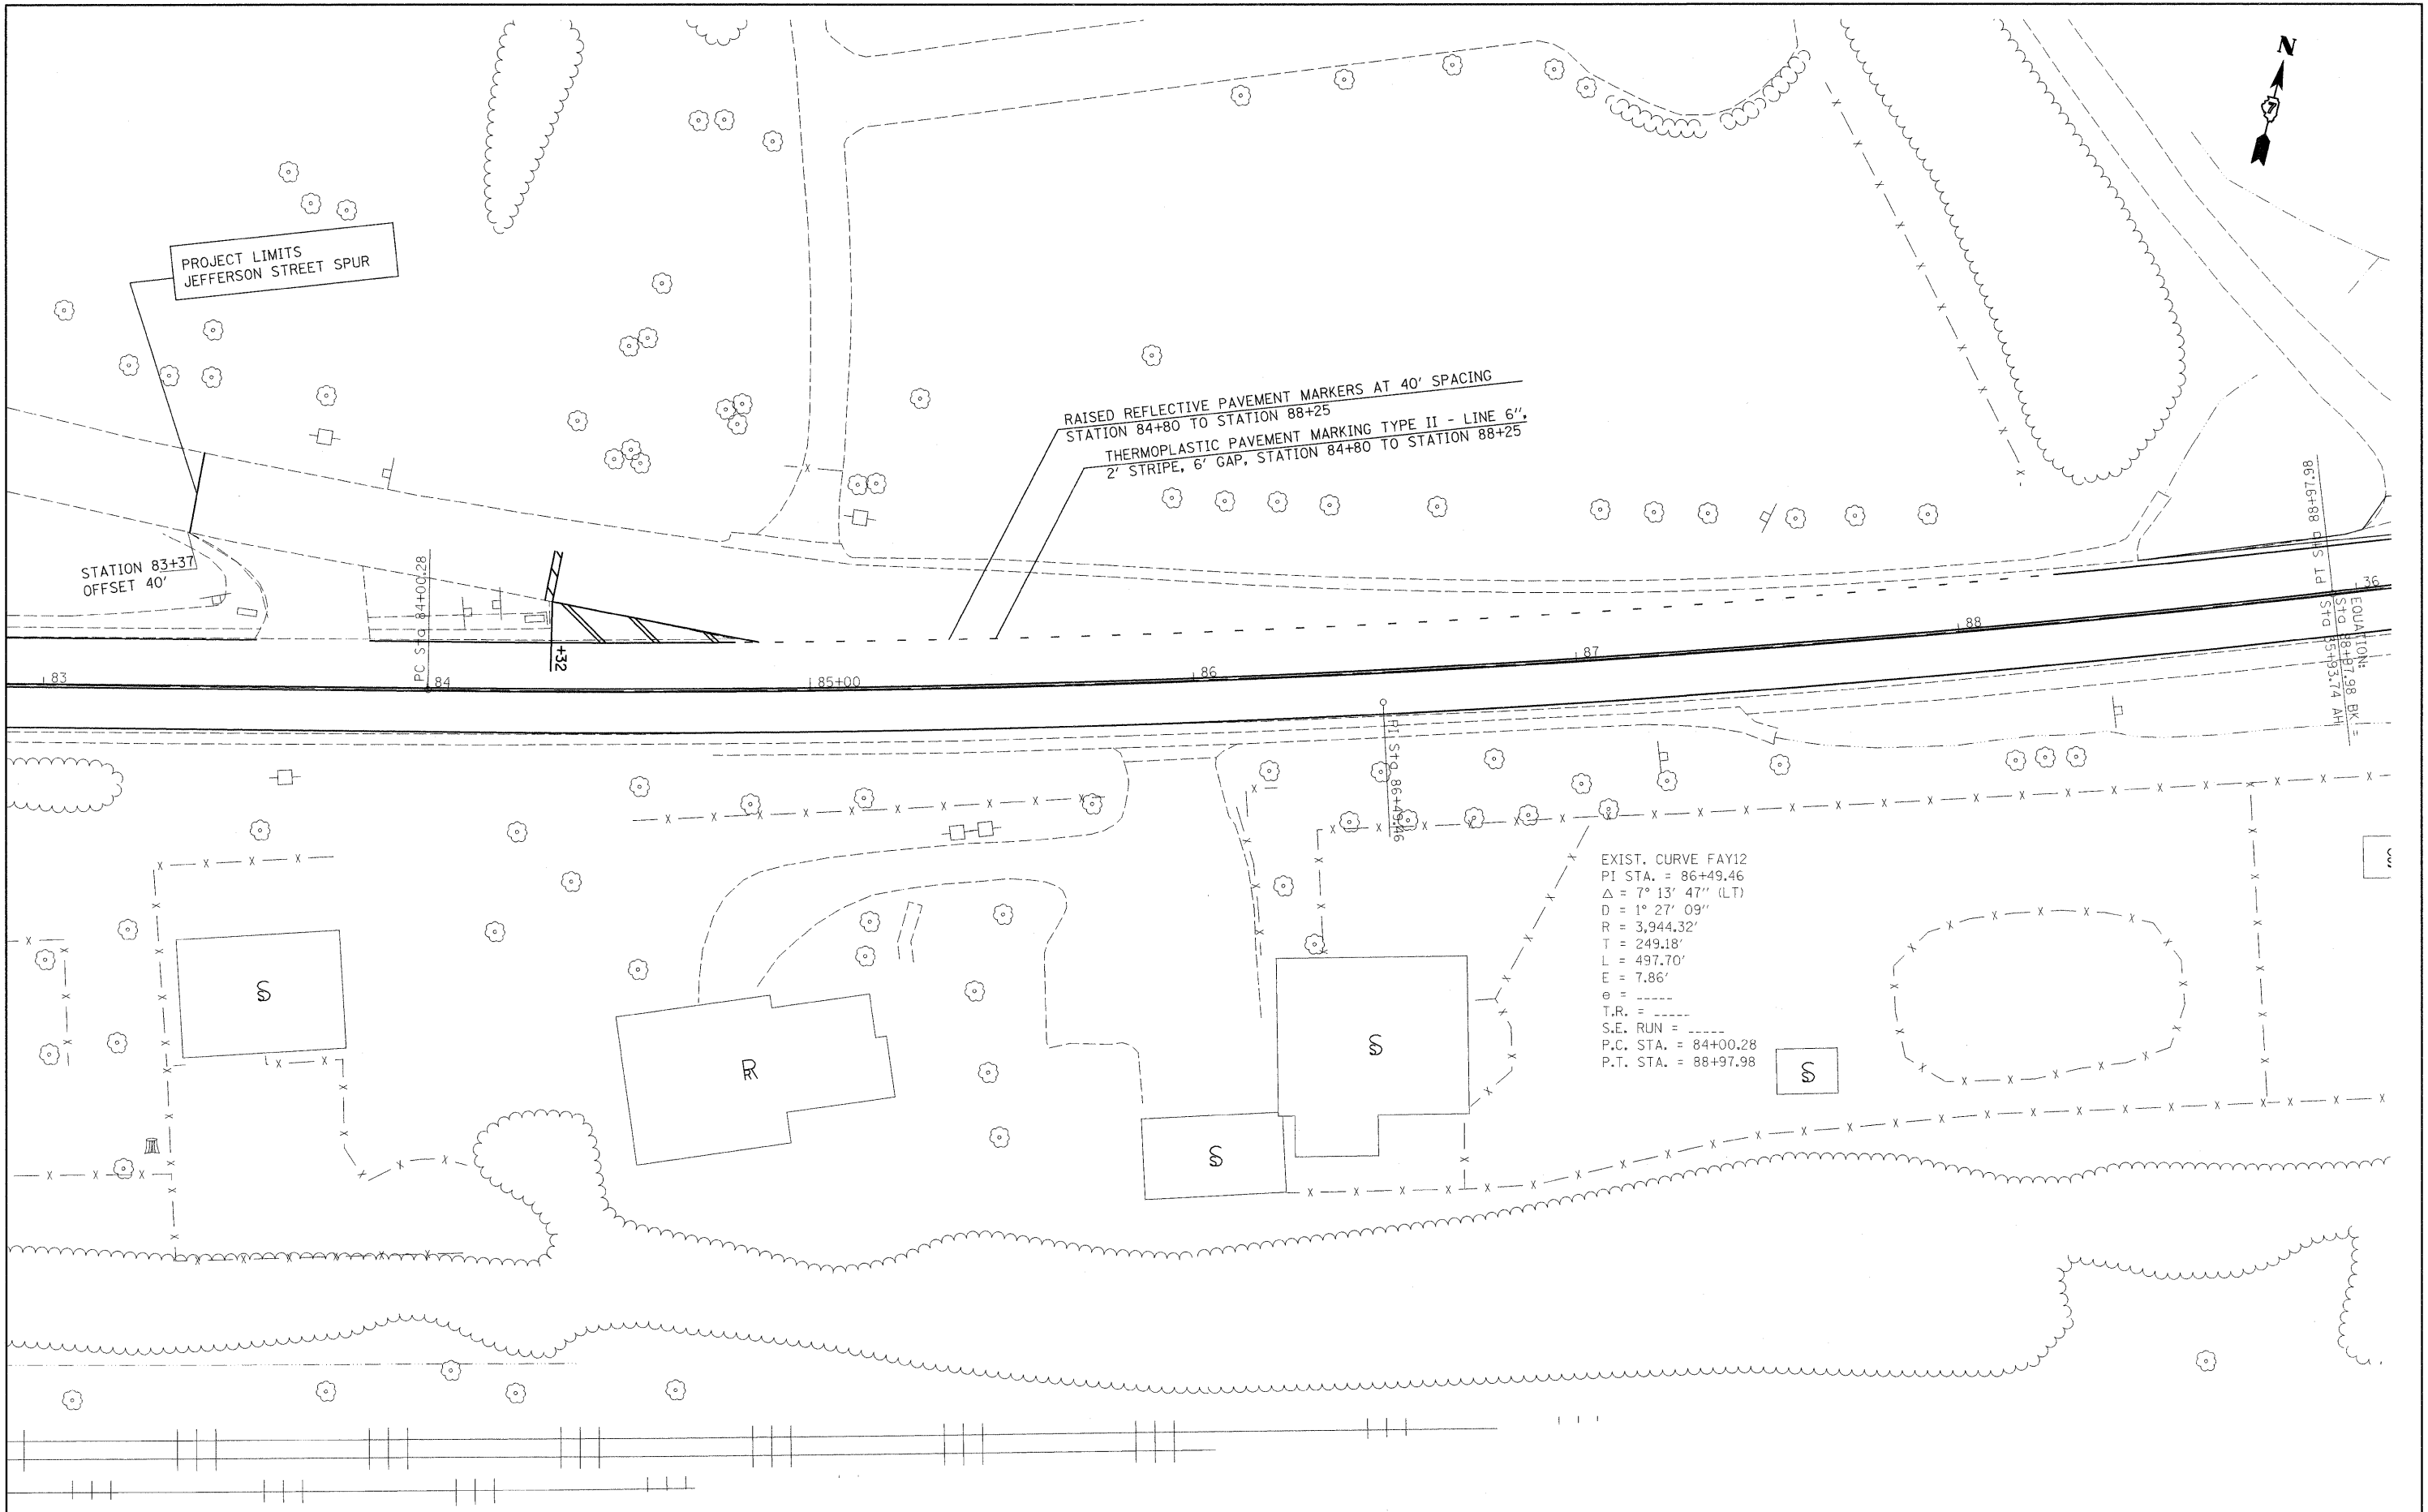 N
7
PROJECT LIMITS
JEFFERSON STREET SPUR
RAISED REFLECTIVE PAVEMENT MARKERS AT 40' SPACING
STATION 84+80 TO STATION 88+25
THERMOPLASTIC PAVEMENT MARKING TYPE II - LINE 6",
2' STRIPE, 6' GAP, STATION 84+80 TO STATION 88+25
STATION 83+37
OFFSET 40'
PC Sta 84+00.28
+32
83
84
85+00
86
87
88
36
PT Sta 88+97.98
EQUATION:
Sta 88+97.98 BK =
Sta 35+93.74 AH
PI Sta 86+49.46
EXIST. CURVE FAY12
PI STA. = 86+49.46
Δ = 7° 13' 47" (LT)
D = 1° 27' 09"
R = 3,944.32'
T = 249.18'
L = 497.70'
E = 7.86'
e = -----
T.R. = -----
S.E. RUN = -----
P.C. STA. = 84+00.28
P.T. STA. = 88+97.98
S
R
S
S
S